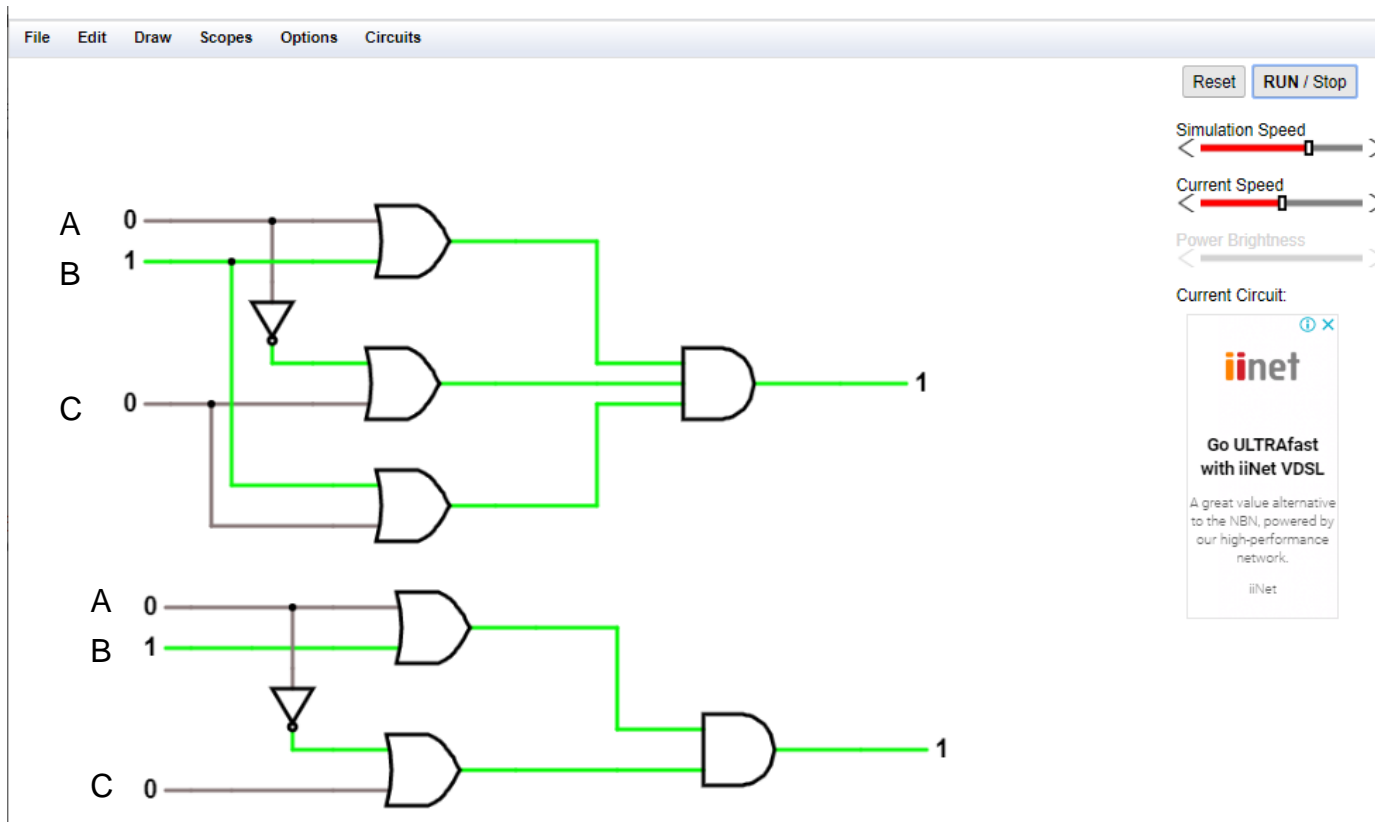 File Edit Draw Scopes Options Circuits
Reset RUN / Stop
Simulation Speed
Current Speed
Power Brightness
Current Circuit:
iinet
Go ULTRAfast
with iiNet VDSL
A great value alternative
to the NBN, powered by
our high-performance
network.
iiNet
A 0
B 1
C 0
1
A 0
B 1
C 0
1